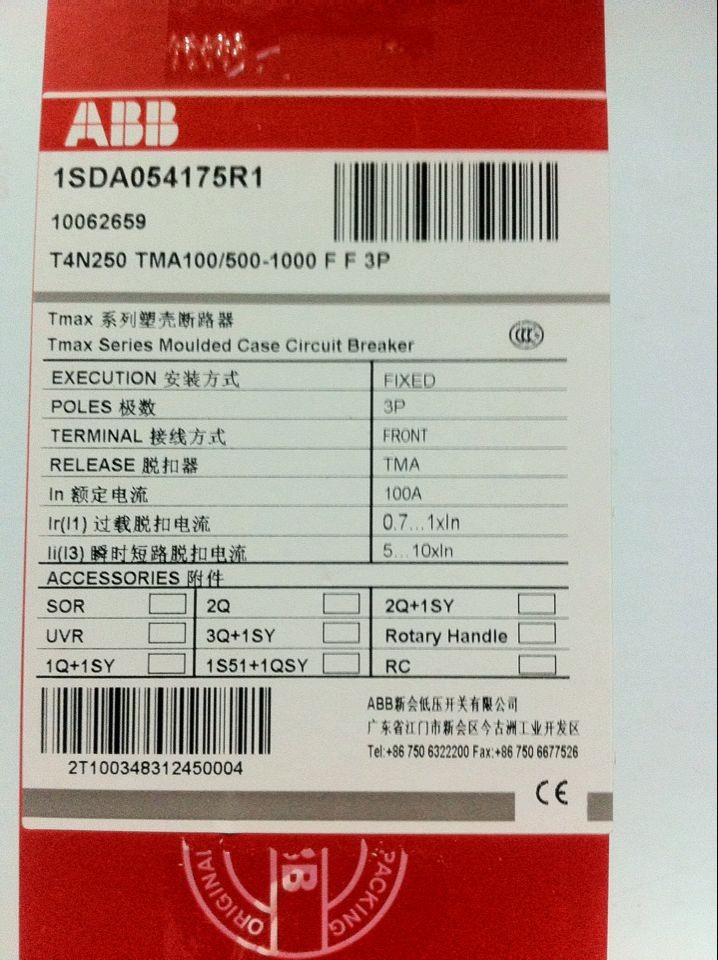 ABB
1SDA054175R1
10062659
T4N250 TMA100/500-1000 F F 3P
Tmax 系列塑壳断路器
Tmax Series Moulded Case Circuit Breaker
CCC S
EXECUTION 安装方式 FIXED
POLES 极数 3P
TERMINAL 接线方式 FRONT
RELEASE 脱扣器 TMA
In 额定电流 100A
Ir(I1) 过载脱扣电流 0.7...1xIn
Ii(I3) 瞬时短路脱扣电流 5...10xIn
ACCESSORIES 附件
SOR 2Q 2Q+1SY
UVR 3Q+1SY Rotary Handle
1Q+1SY 1S51+1QSY RC
ABB新会低压开关有限公司
广东省江门市新会区今古洲工业开发区
Tel:+86 750 6322200 Fax:+86 750 6677526
2T100348312450004
CE
ORIGINAL PACKING